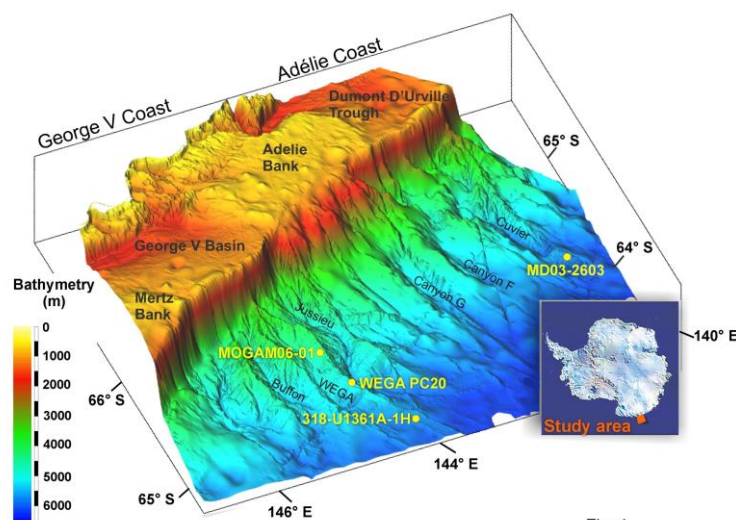 Adélie Coast
George V Coast
Dumont D'Urville
Trough
Adelie
Bank
65° S
George V Basin
Cuvier
64° S
MD03-2603
Bathymetry
(m)
Mertz
Bank
Canyon F
Canyon G
0
1000
2000
3000
4000
5000
6000
Jussieu
140° E
MOGAM06-01
WEGA PC20
WEGA
Buffon
318-U1361A-1H
Study area
66° S
144° E
65° S
146° E